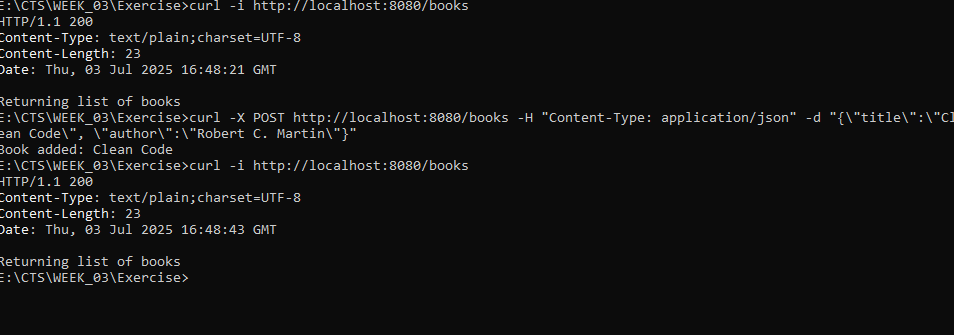 E:\CTS\WEEK_03\Exercise>curl -i http://localhost:8080/books
HTTP/1.1 200
Content-Type: text/plain;charset=UTF-8
Content-Length: 23
Date: Thu, 03 Jul 2025 16:48:21 GMT
Returning list of books
E:\CTS\WEEK_03\Exercise>curl -X POST http://localhost:8080/books -H "Content-Type: application/json" -d "{\"title\":\"Cl
ean Code\", \"author\":\"Robert C. Martin\"}"
Book added: Clean Code
E:\CTS\WEEK_03\Exercise>curl -i http://localhost:8080/books
HTTP/1.1 200
Content-Type: text/plain;charset=UTF-8
Content-Length: 23
Date: Thu, 03 Jul 2025 16:48:43 GMT
Returning list of books
E:\CTS\WEEK_03\Exercise>